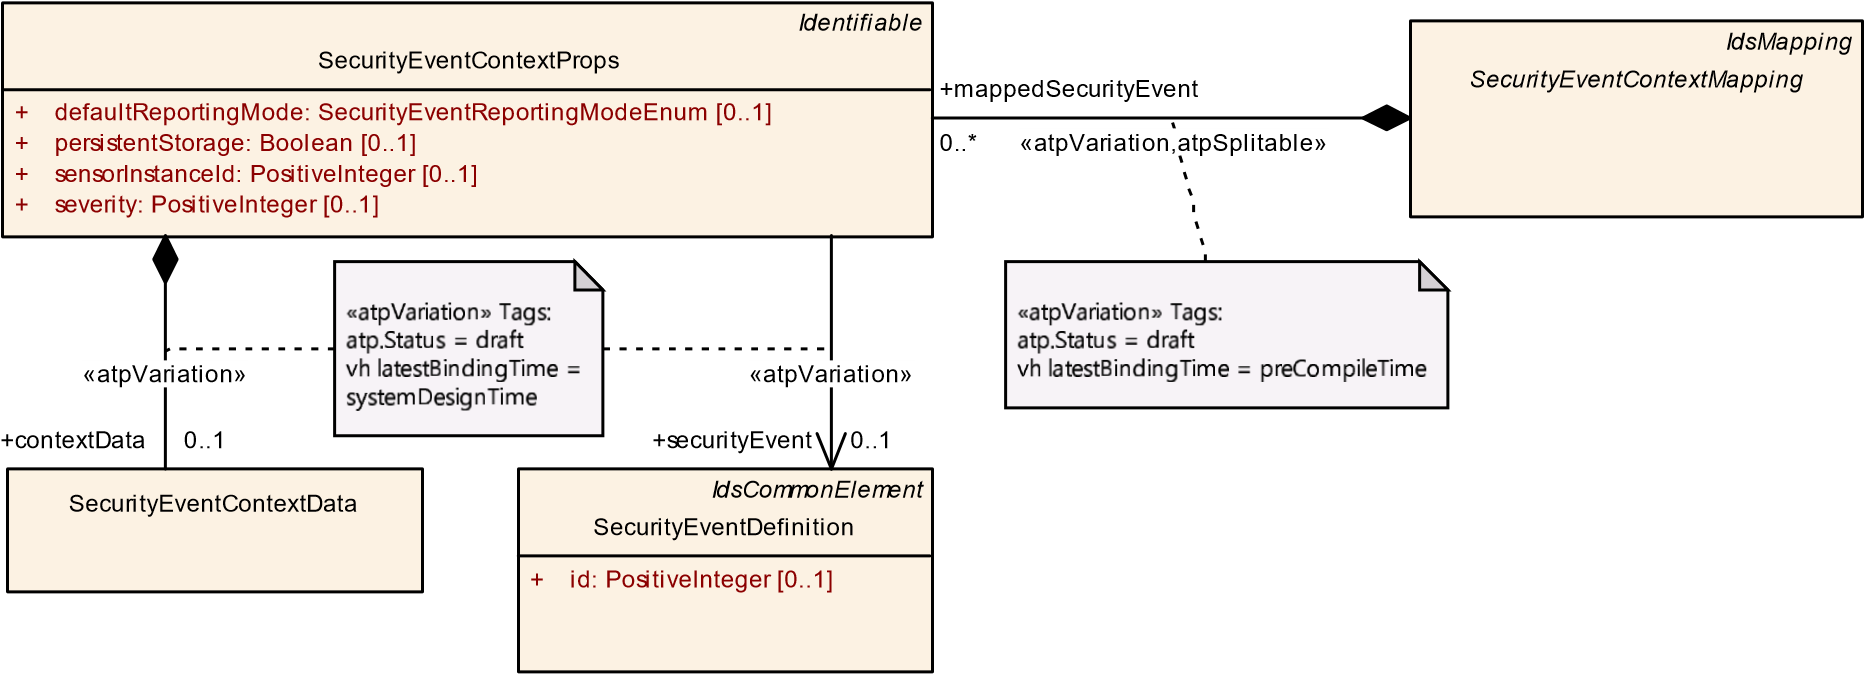 Identifiable
SecurityEventContextProps
+ defaultReportingMode: SecurityEventReportingModeEnum [0..1]
+ persistentStorage: Boolean [0..1]
+ sensorInstanceId: PositiveInteger [0..1]
+ severity: PositiveInteger [0..1]
+mappedSecurityEvent
0..*
«atpVariation,atpSplitable»
IdsMapping
SecurityEventContextMapping
«atpVariation» Tags:
atp.Status = draft
vh latestBindingTime =
systemDesignTime
«atpVariation» Tags:
atp.Status = draft
vh latestBindingTime = preCompileTime
«atpVariation»
«atpVariation»
+contextData
0..1
+securityEvent
0..1
SecurityEventContextData
IdsCommonElement
SecurityEventDefinition
+ id: PositiveInteger [0..1]